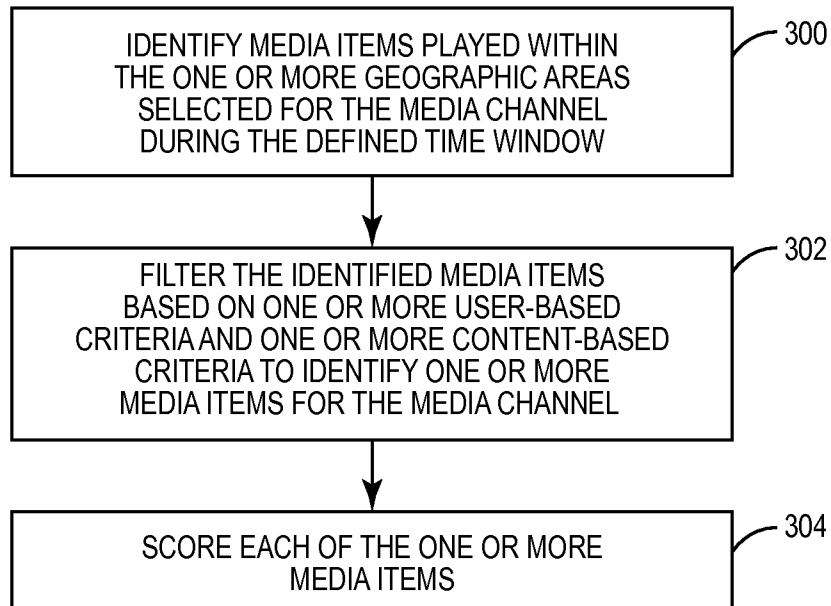 IDENTIFY MEDIA ITEMS PLAYED WITHIN
THE ONE OR MORE GEOGRAPHIC AREAS
SELECTED FOR THE MEDIA CHANNEL
DURING THE DEFINED TIME WINDOW
300
FILTER THE IDENTIFIED MEDIA ITEMS
BASED ON ONE OR MORE USER-BASED
CRITERIA AND ONE OR MORE CONTENT-BASED
CRITERIA TO IDENTIFY ONE OR MORE
MEDIA ITEMS FOR THE MEDIA CHANNEL
302
SCORE EACH OF THE ONE OR MORE
MEDIA ITEMS
304